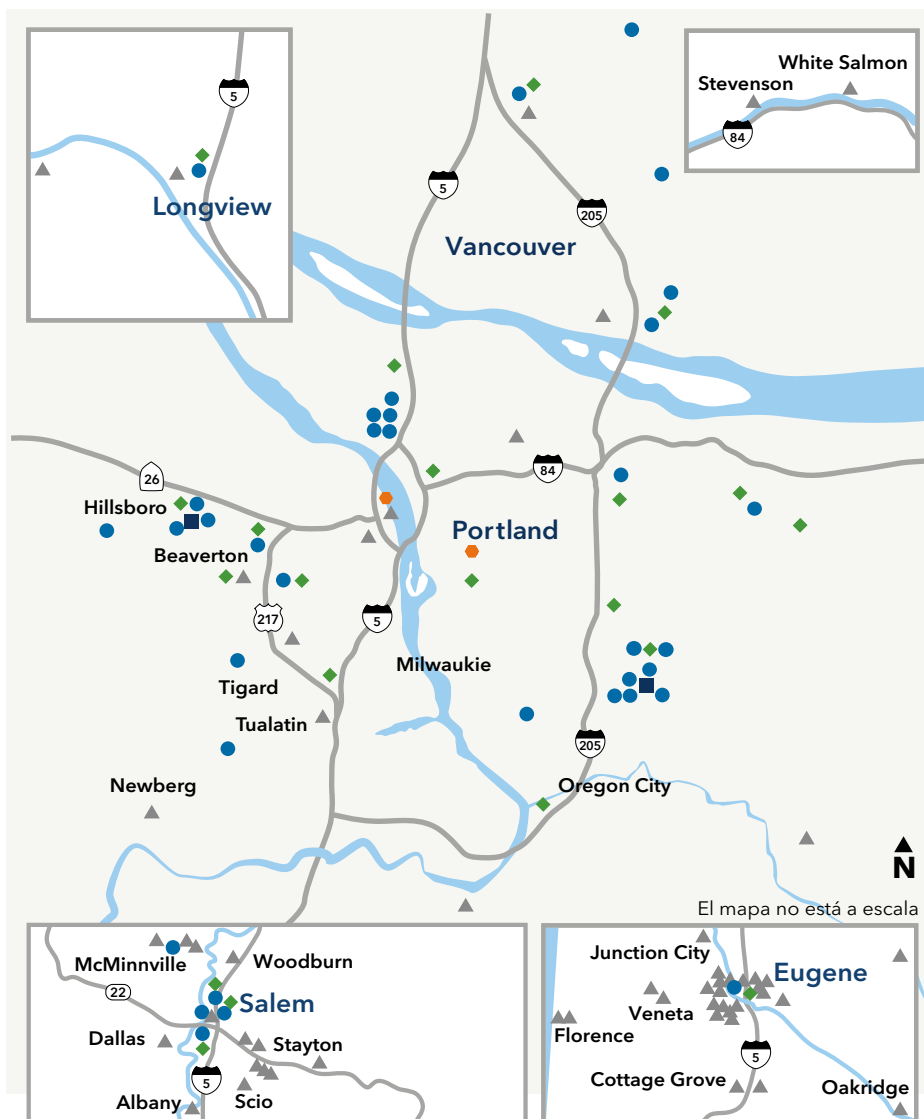 5
Longview
White Salmon
Stevenson
84
5
205
Vancouver
26
84
Hillsboro
Portland
Beaverton
217
5
Milwaukie
Tigard
Tualatin
205
Newberg
Oregon City
N
El mapa no está a escala
McMinnville
Woodburn
22
Salem
Dallas
Stayton
5
Albany
Scio
Junction City
Eugene
Veneta
Florence
5
Cottage Grove
Oakridge